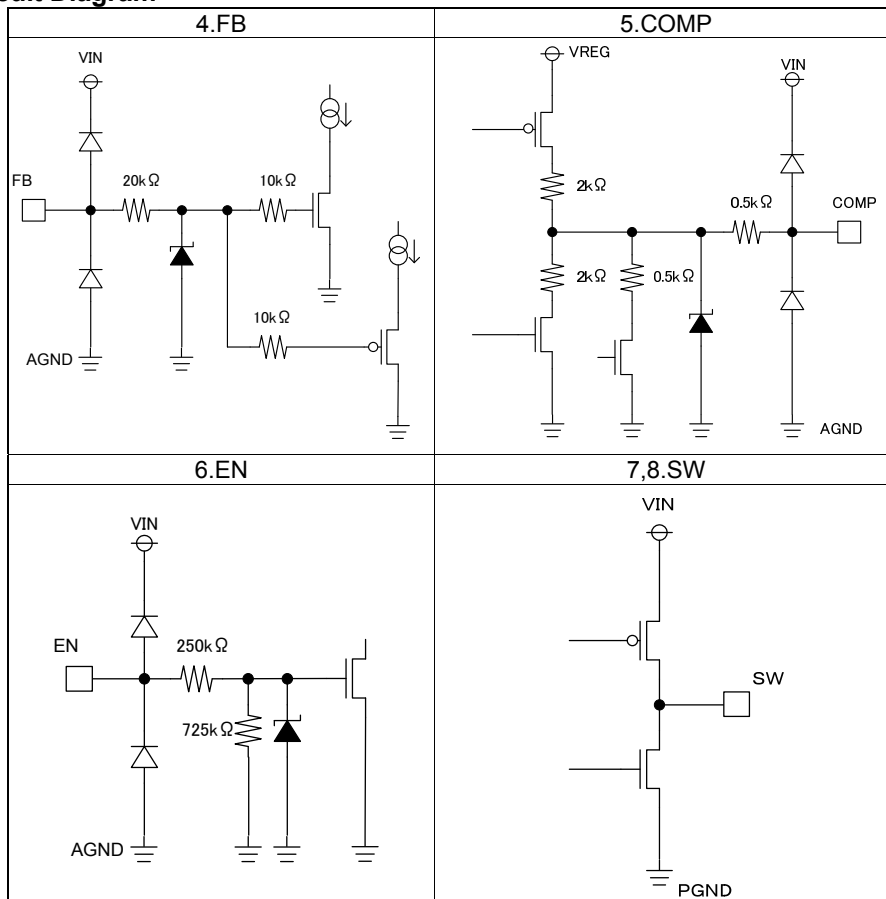 4.FB
5.COMP
VIN
FB
20kΩ
10kΩ
10kΩ
AGND
VREG
VIN
2kΩ
0.5kΩ
COMP
2kΩ
0.5kΩ
AGND
6.EN
7,8.SW
VIN
EN
250kΩ
725kΩ
AGND
VIN
SW
PGND